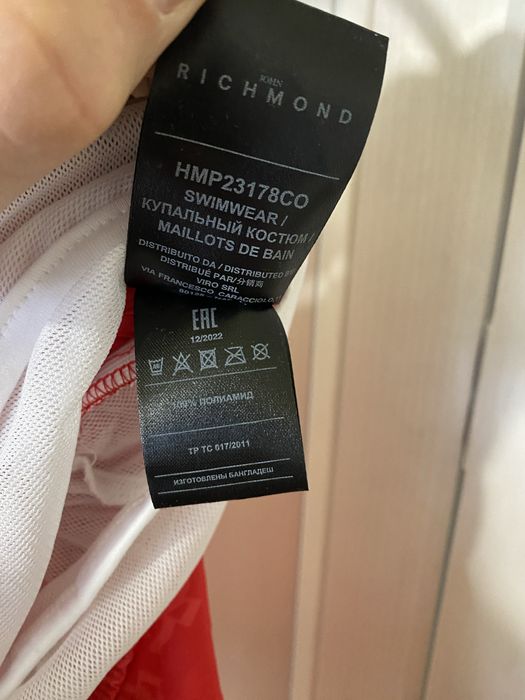 JOHN
RICHMOND
HMP23178CO
SWIMWEAR /
КУПАЛЬНЫЙ КОСТЮМ /
MAILLOTS DE BAIN
DISTRIBUITO DA / DISTRIBUTED BY
DISTRIBUÉ PAR / 分銷商
VIRO SRL
VIA FRANCESCO CARACCIOLO,
EAC
12/2022
100% ПОЛИАМИД
ТР ТС 017/2011
ИЗГОТОВЛЕНЫ БАНГЛАДЕШ